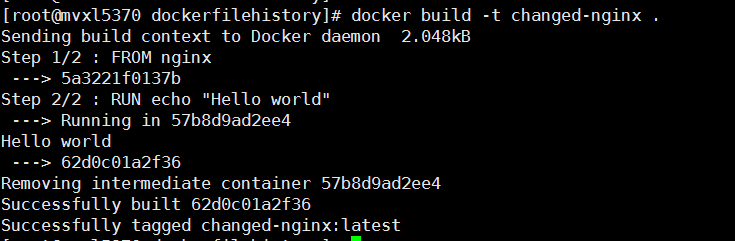 [root@mvxl5370 dockerfilehistory]# docker build -t changed-nginx .
Sending build context to Docker daemon  2.048kB
Step 1/2 : FROM nginx
 ---> 5a3221f0137b
Step 2/2 : RUN echo "Hello world"
 ---> Running in 57b8d9ad2ee4
Hello world
 ---> 62d0c01a2f36
Removing intermediate container 57b8d9ad2ee4
Successfully built 62d0c01a2f36
Successfully tagged changed-nginx:latest